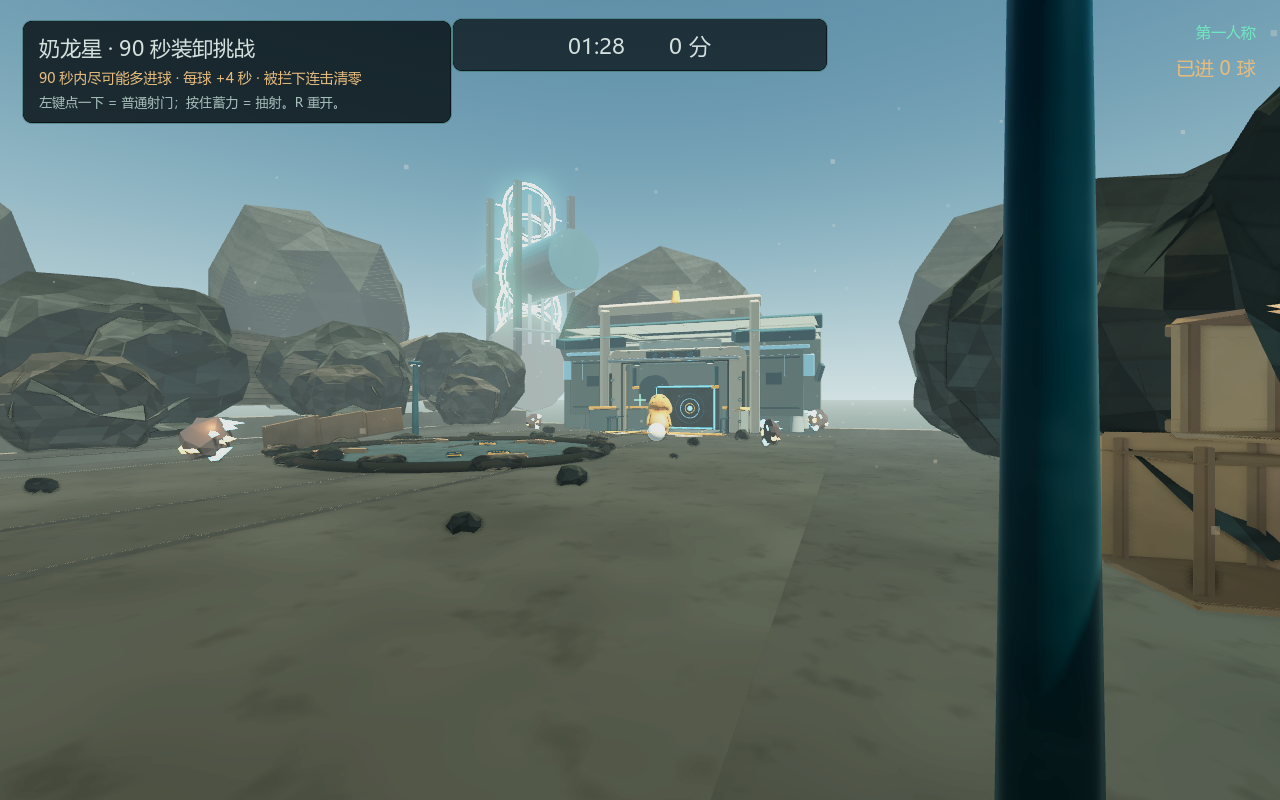 奶龙星 · 90 秒装卸挑战
90 秒内尽可能多进球 · 每球 +4 秒 · 被拦下连击清零
左键点一下 = 普通射门；按住蓄力 = 抽射。R 重开。
01:28 0 分
第一人称
已进 0 球